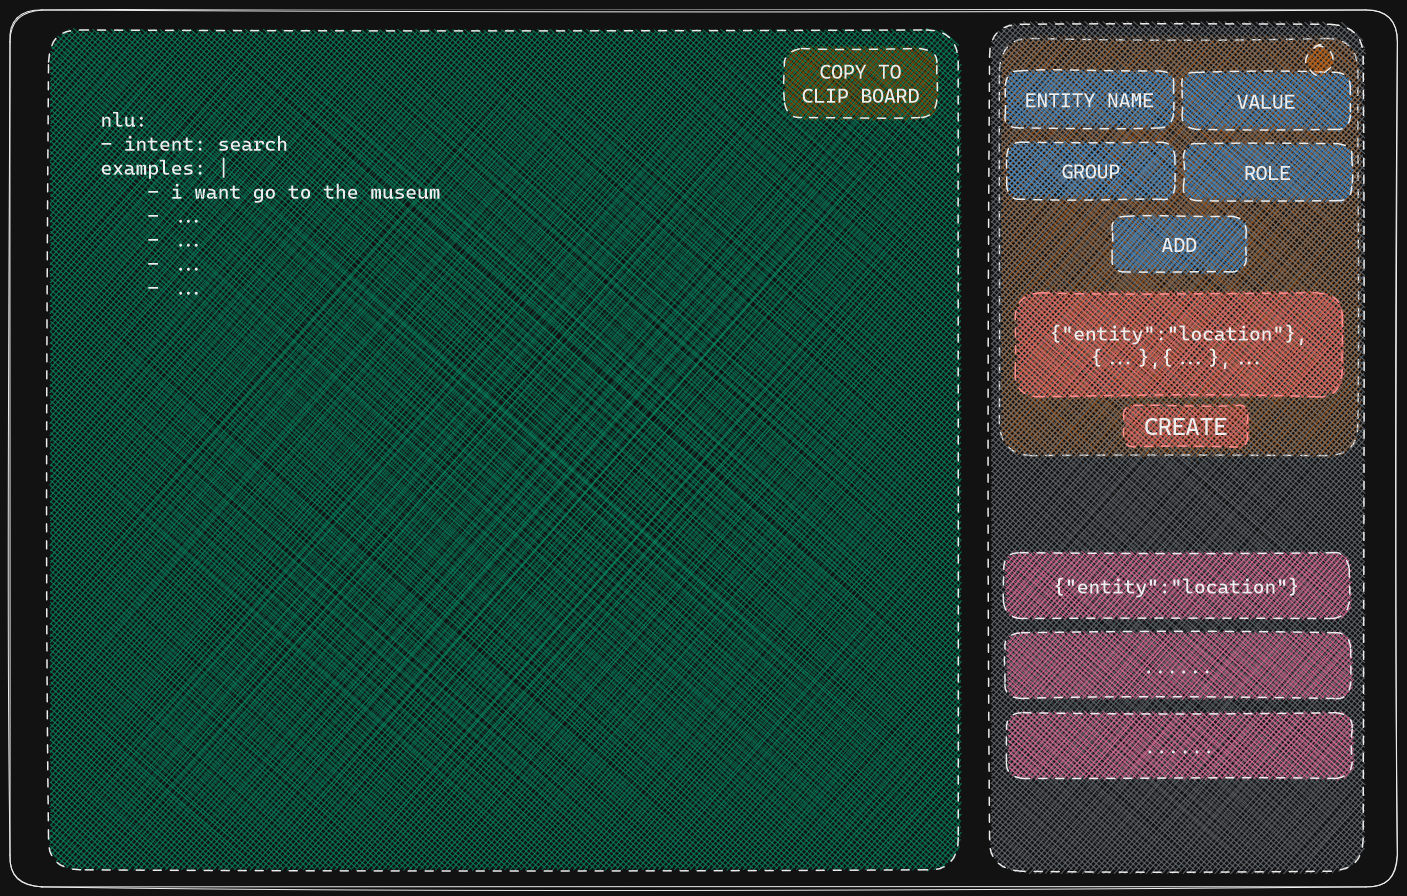 COPY TO
CLIP BOARD
nlu:
- intent: search
examples: |
- i want go to the museum
- ...
- ...
- ...
- ...
ENTITY NAME
VALUE
GROUP
ROLE
ADD
{"entity":"location"},
{...},{...},...
CREATE
{"entity":"location"}
......
......